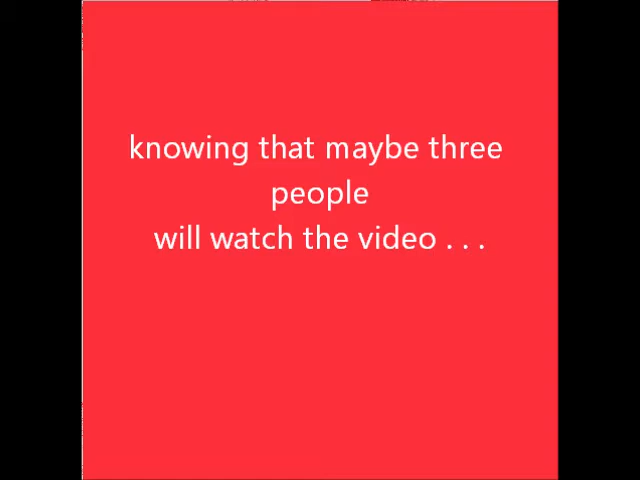 knowing that maybe three
people
will watch the video . . .